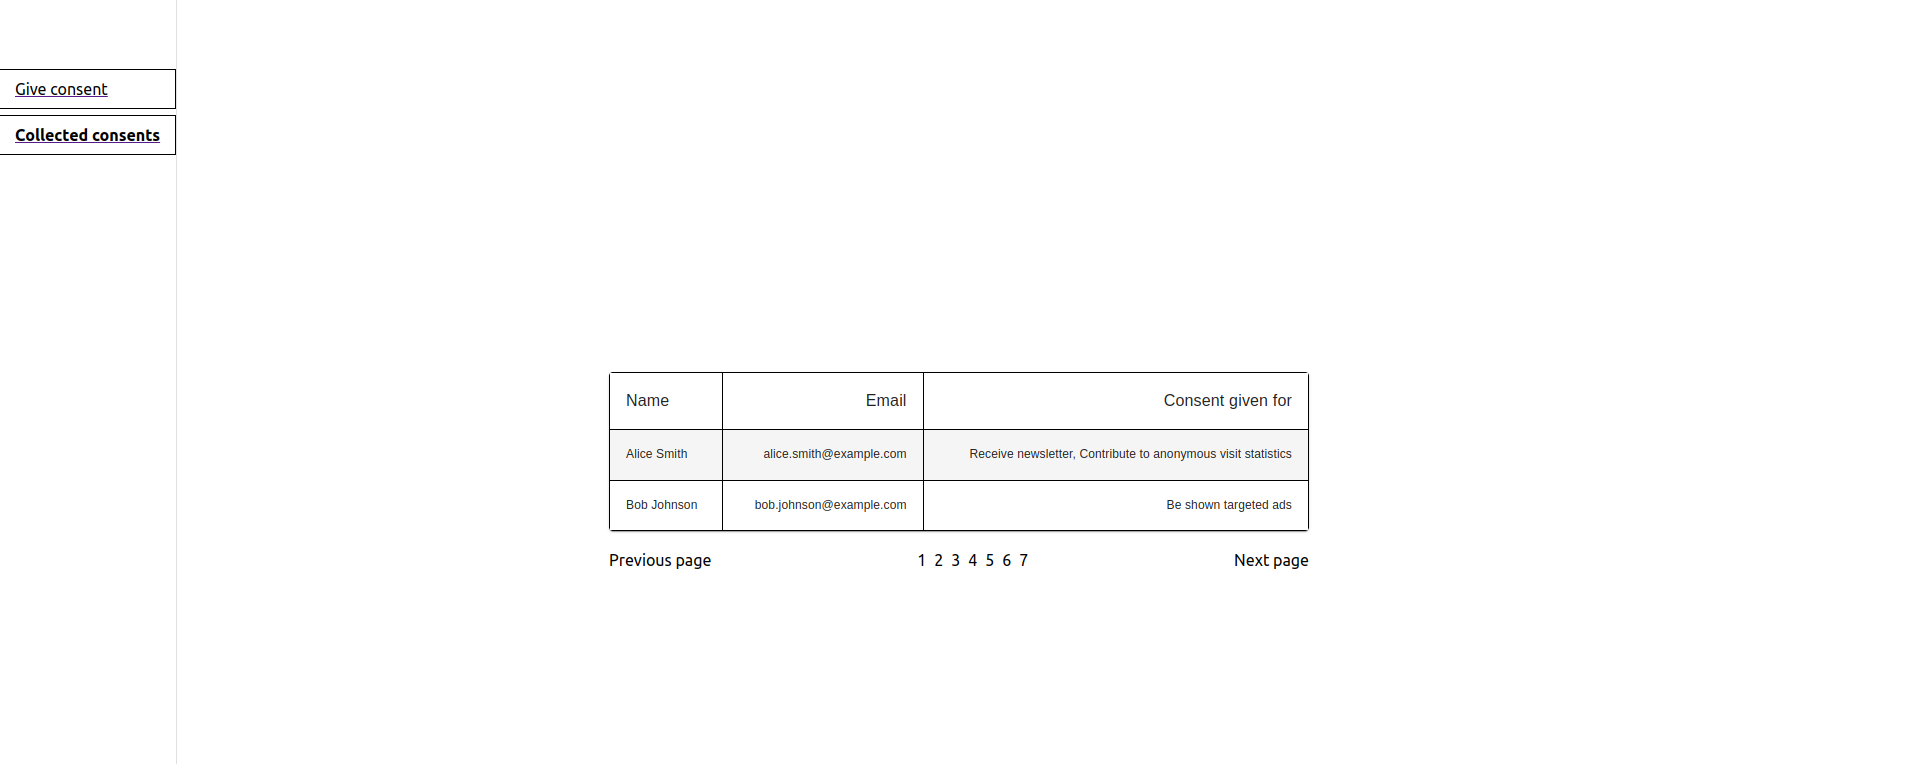 Give consent
Collected consents
Name Email Consent given for
Alice Smith alice.smith@example.com Receive newsletter, Contribute to anonymous visit statistics
Bob Johnson bob.johnson@example.com Be shown targeted ads
Previous page 1 2 3 4 5 6 7 Next page